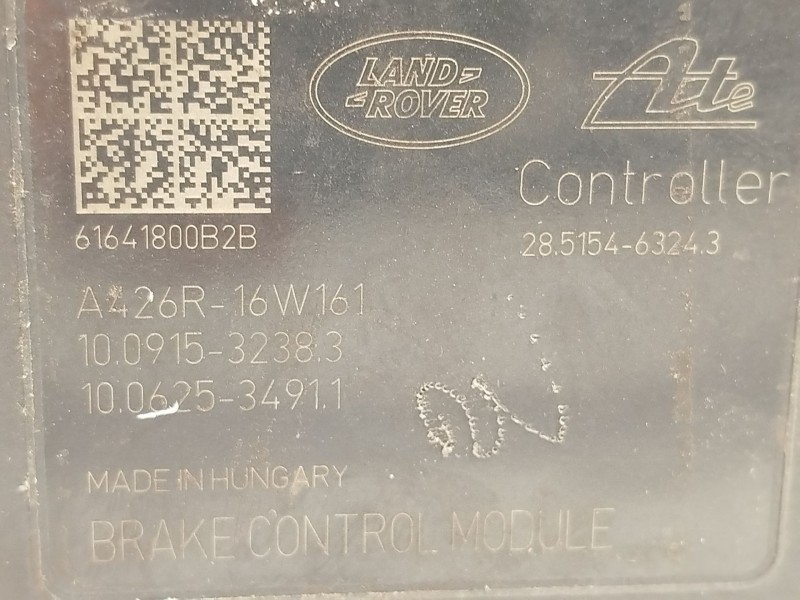 LAND
ROVER
Ate
Controller
61641800B2B
28.5154-6324.3
A426R-16W161
10.0915-3238.3
10.0625-3491.1
MADE IN HUNGARY
BRAKE CONTROL MODULE